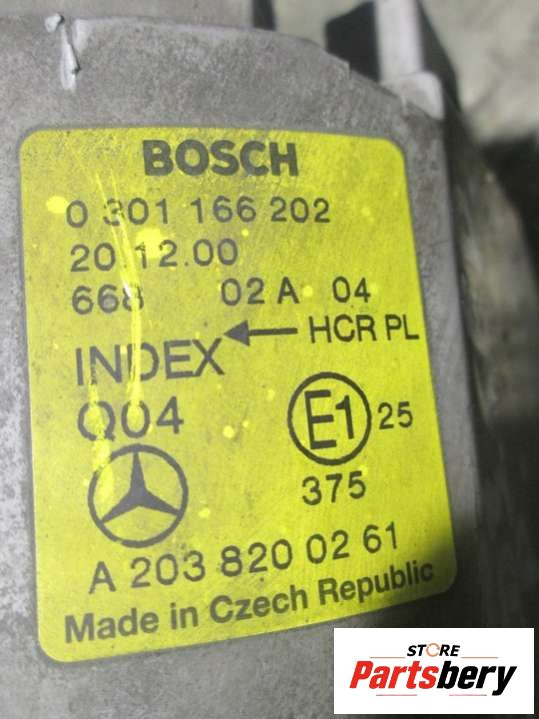 BOSCH
0 301 166 202
20.12.00
668 02 A 04
← HCR PL
INDEX
Q04
E1 25
375
A 203 820 02 61
Made in Czech Republic
STORE
Partsbery